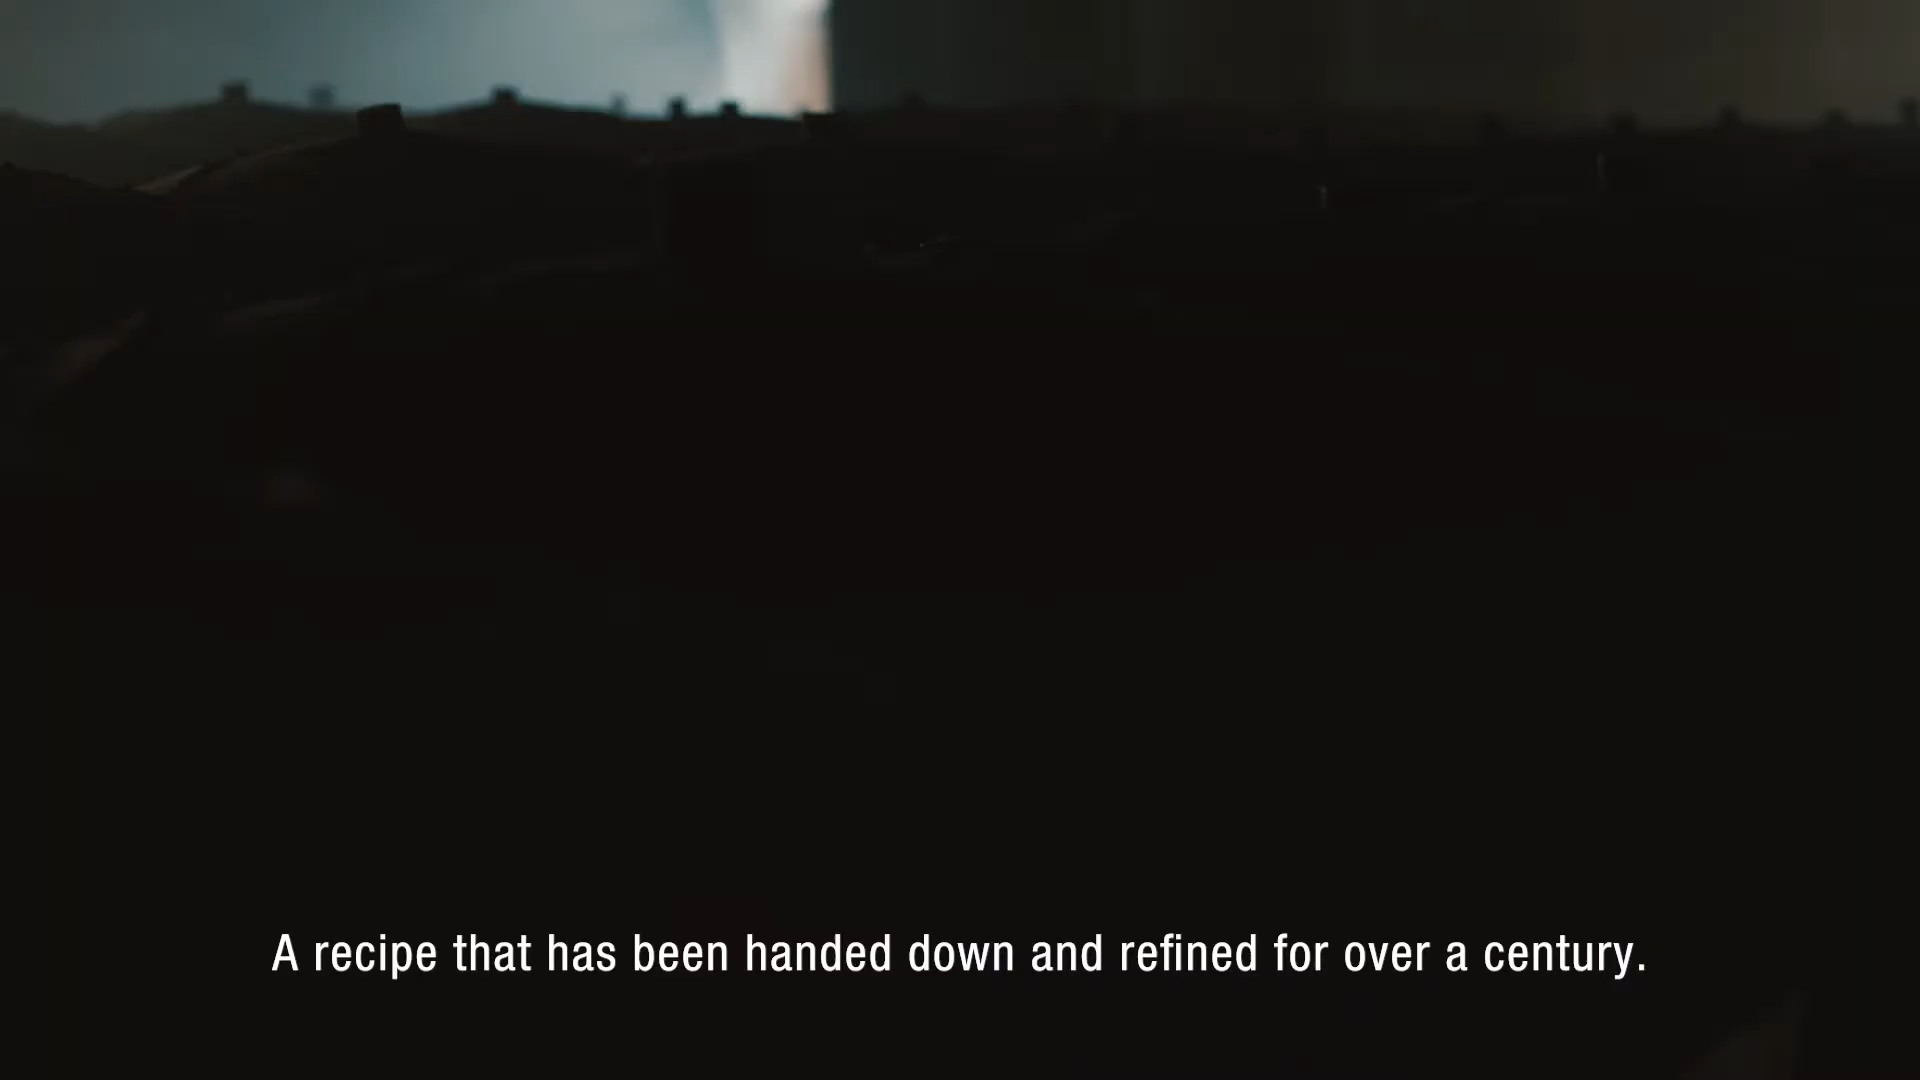 A recipe that has been handed down and refined for over a century.